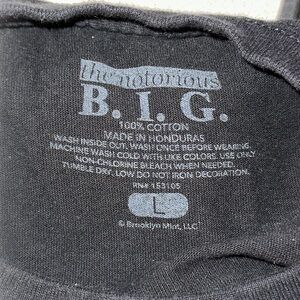 the notorious
B. I. G.
100% COTTON
MADE IN HONDURAS
WASH INSIDE OUT. WASH ONCE BEFORE WEARING.
MACHINE WASH COLD WITH LIKE COLORS. USE ONLY
NON-CHLORINE BLEACH WHEN NEEDED.
TUMBLE DRY. LOW DO NOT IRON DECORATION.
RN# 153105
L
© Brooklyn Mint, LLC.